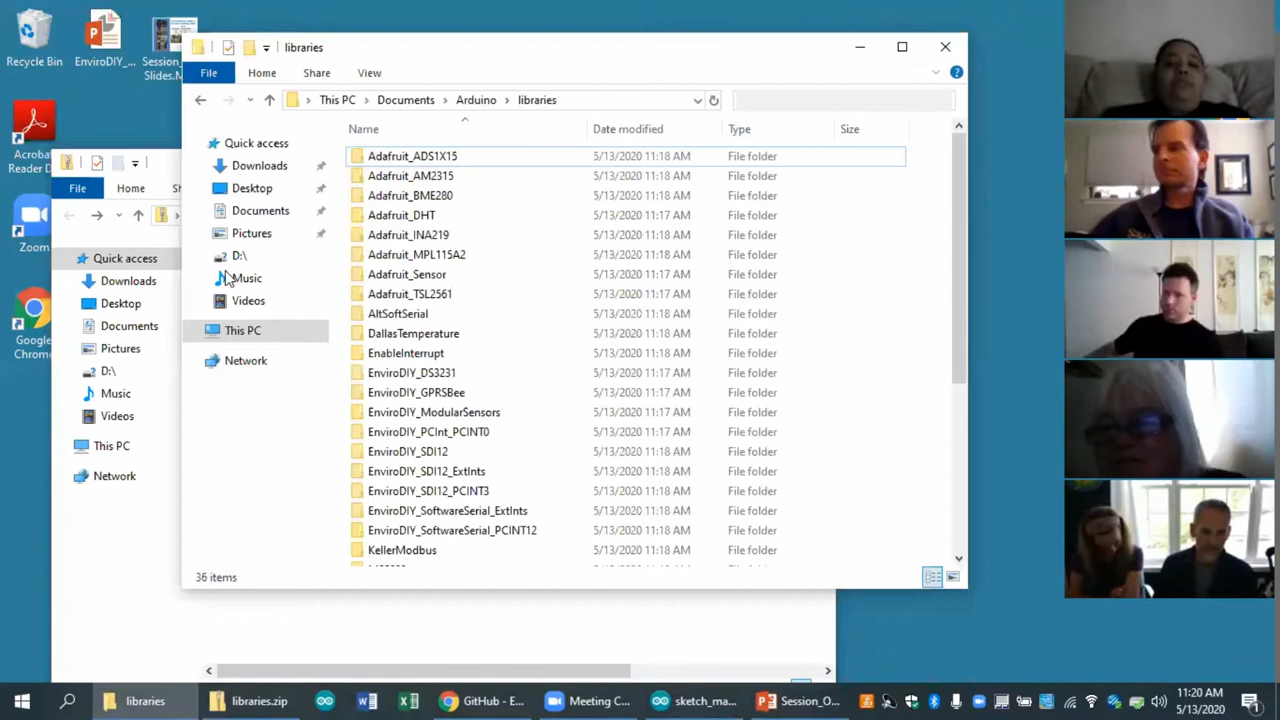 Recycle Bin
EnviroDIY_...
Session_
Slides.M
Acrobat
Reader D
Zoom
Google
Chrom
File
Home
Sh
Quick access
Downloads
Desktop
Documents
Pictures
D:\
Music
Videos
This PC
Network
libraries
File
Home
Share
View
This PC
Documents
Arduino
libraries
Quick access
Downloads
Desktop
Documents
Pictures
D:\
Music
Videos
This PC
Network
Name
Date modified
Type
Size
Adafruit_ADS1X15 5/13/2020 11:18 AM File folder
Adafruit_AM2315 5/13/2020 11:18 AM File folder
Adafruit_BME280 5/13/2020 11:18 AM File folder
Adafruit_DHT 5/13/2020 11:17 AM File folder
Adafruit_INA219 5/13/2020 11:18 AM File folder
Adafruit_MPL115A2 5/13/2020 11:18 AM File folder
Adafruit_Sensor 5/13/2020 11:17 AM File folder
Adafruit_TSL2561 5/13/2020 11:18 AM File folder
AltSoftSerial 5/13/2020 11:18 AM File folder
DallasTemperature 5/13/2020 11:18 AM File folder
EnableInterrupt 5/13/2020 11:18 AM File folder
EnviroDIY_DS3231 5/13/2020 11:17 AM File folder
EnviroDIY_GPRSBee 5/13/2020 11:17 AM File folder
EnviroDIY_ModularSensors 5/13/2020 11:17 AM File folder
EnviroDIY_PCInt_PCINT0 5/13/2020 11:17 AM File folder
EnviroDIY_SDI12 5/13/2020 11:18 AM File folder
EnviroDIY_SDI12_ExtInts 5/13/2020 11:18 AM File folder
EnviroDIY_SDI12_PCINT3 5/13/2020 11:18 AM File folder
EnviroDIY_SoftwareSerial_ExtInts 5/13/2020 11:18 AM File folder
EnviroDIY_SoftwareSerial_PCINT12 5/13/2020 11:18 AM File folder
KellerModbus 5/13/2020 11:18 AM File folder
36 items
libraries
libraries.zip
GitHub - E...
Meeting C...
sketch_ma...
Session_O...
11:20 AM
5/13/2020
1